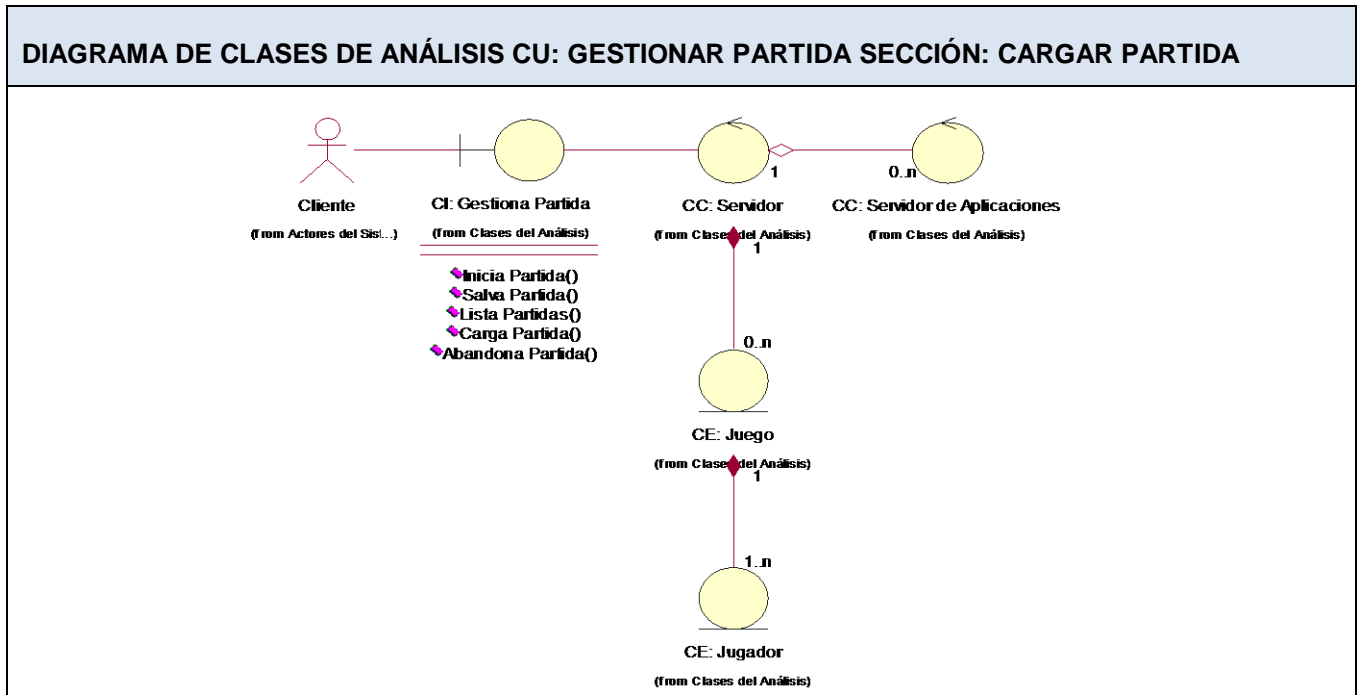 DIAGRAMA DE CLASES DE ANÁLISIS CU: GESTIONAR PARTIDA SECCIÓN: CARGAR PARTIDA
1
0..n
Cliente
CI: Gestiona Partida
CC: Servidor
CC: Servidor de Aplicaciones
(from Actores del Sist...)
(from Clases del Análisis)
(from Clases del Análisis)
(from Clases del Análisis)
1
Inicia Partida()
Salva Partida()
Lista Partidas()
Carga Partida()
Abandona Partida()
0..n
CE: Juego
(from Clases del Análisis)
1
1..n
CE: Jugador
(from Clases del Análisis)